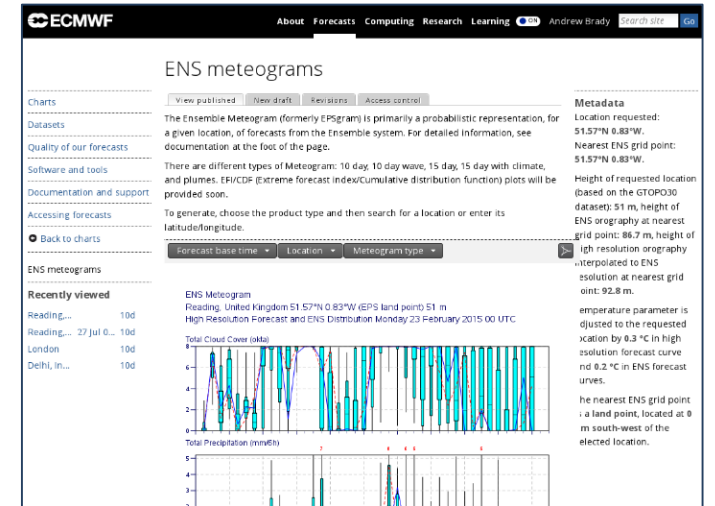 ECMWF
About Forecasts Computing Research Learning ON Andrew Brady Search site Go
ENS meteograms
Charts
Datasets
Quality of our forecasts
Software and tools
Documentation and support
Accessing forecasts
Back to charts
ENS meteograms
Recently viewed
Reading,... 10d
Reading,... 27 Jul 0... 10d
London 10d
Delhi, In... 10d
View published New draft Revisions Access control
The Ensemble Meteogram (formerly EPSgram) is primarily a probabilistic representation, for
a given location, of forecasts from the Ensemble system. For detailed information, see
documentation at the foot of the page.
There are different types of Meteogram: 10 day, 10 day wave, 15 day, 15 day with climate,
and plumes. EFI/CDF (Extreme forecast index/Cumulative distribution function) plots will be
provided soon.
To generate, choose the product type and then search for a location or enter its
latitude/longitude.
Forecast base time Location Meteogram type
ENS Meteogram
Reading, United Kingdom 51.57°N 0.83°W (EPS land point) 51 m
High Resolution Forecast and ENS Distribution Monday 23 February 2015 00 UTC
Total Cloud Cover (okta)
8
6
4
2
0
Total Precipitation (mm/6h)
5
4
3
Metadata
Location requested:
51.57°N 0.83°W.
Nearest ENS grid point:
51.57°N 0.83°W.
Height of requested location
(based on the GTOPO30
dataset): 51 m, height of
ENS orography at nearest
grid point: 86.7 m, height of
igh resolution orography
nterpolated to ENS
esolution at nearest grid
oint: 92.8 m.
emperature parameter is
djusted to the requested
ocation by 0.3 °C in high
esolution forecast curve
nd 0.2 °C in ENS forecast
urves.
he nearest ENS grid point
s a land point, located at 0
m south-west of the
elected location.